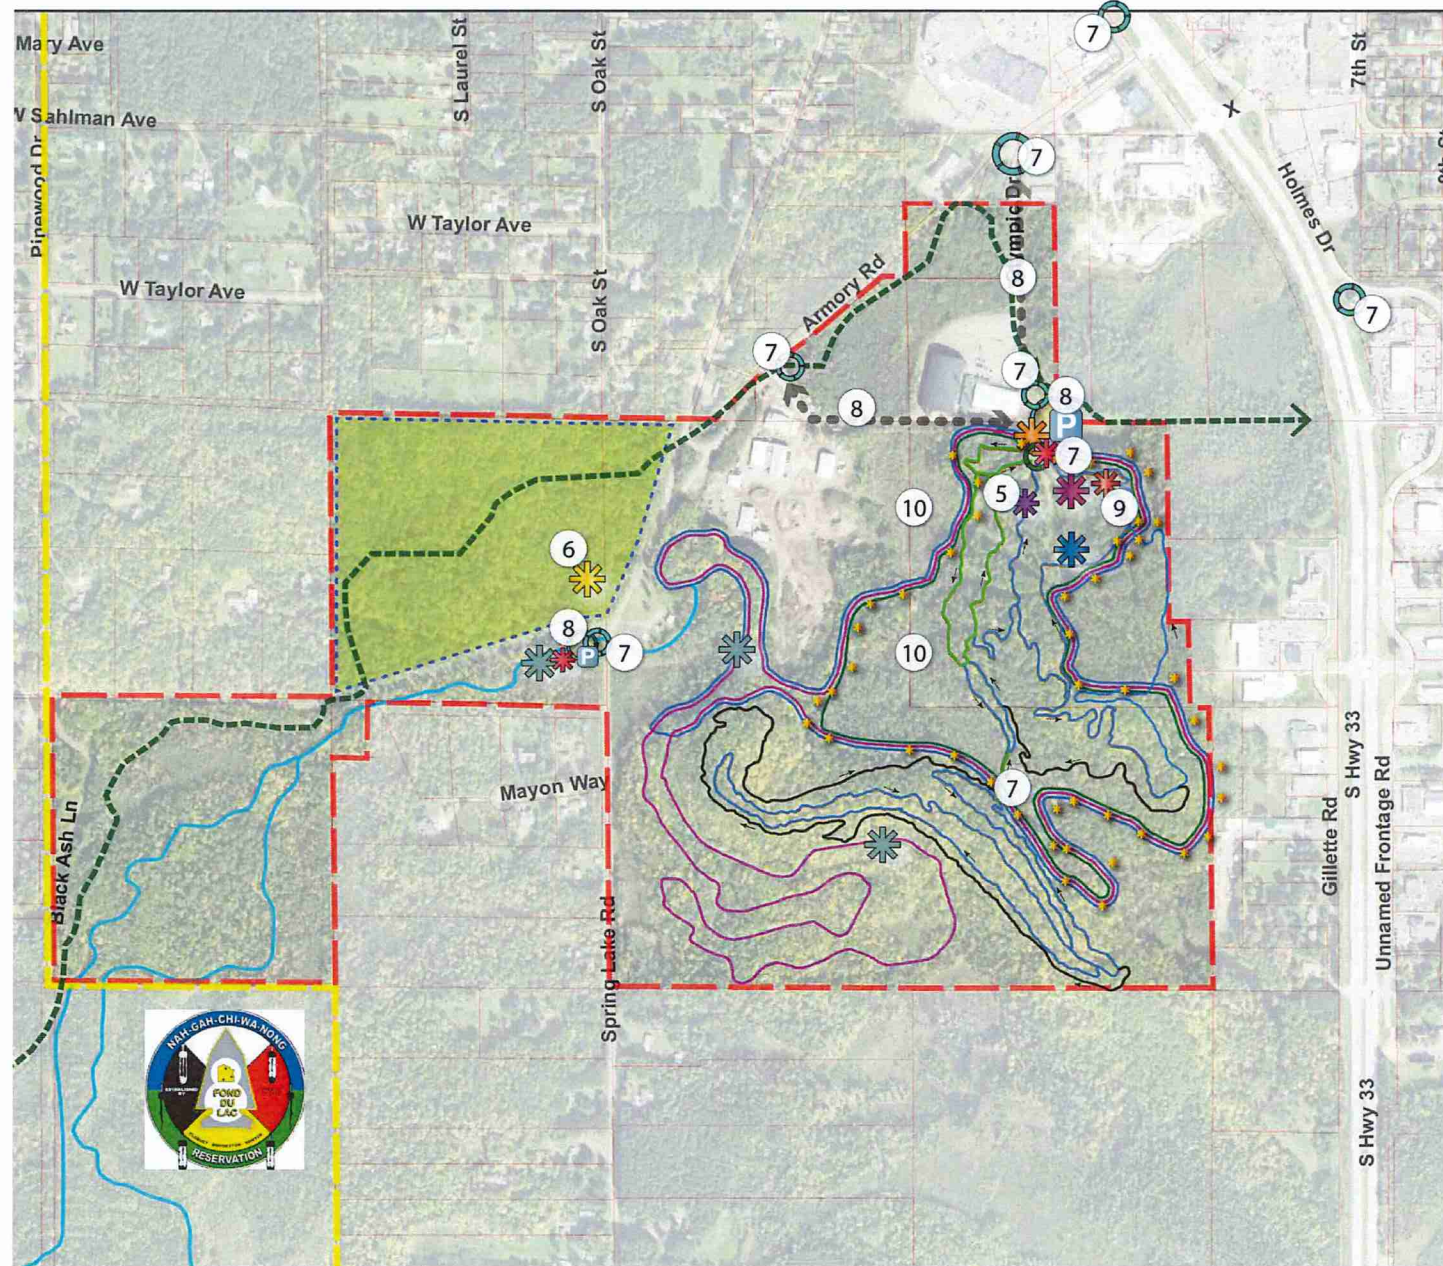 Mary Ave
W Sahlman Ave
Pinewood Dr
S Laurel St
S Oak St
7
7th St
X
Holmes Dr
7
W Taylor Ave
W Taylor Ave
S Oak St
Armory Rd
8
7
7
7
8
8
P
7
5
9
10
6
8
P
7
10
Mayon Way
7
Black Ash Ln
Spring Lake Rd
S Hwy 33
Gillette Rd
Unnamed Frontage Rd
S Hwy 33
NAH-GAH-CHI-WA-NONG
FOND
DU
LAC
RESERVATION